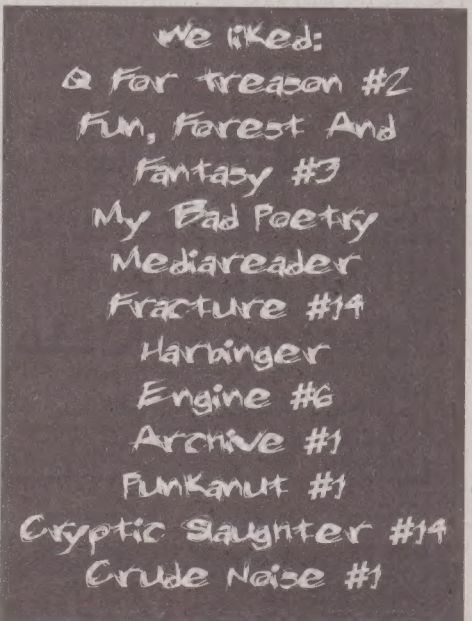 We liked:
Q For treason #2
Fun, Forest And
Fantasy #3
My Bad Poetry
Mediareader
Fracture #14
Harbinger
Engine #6
Archive #1
Punkanut #1
Cryptic Slaughter #14
Crude Noise #1